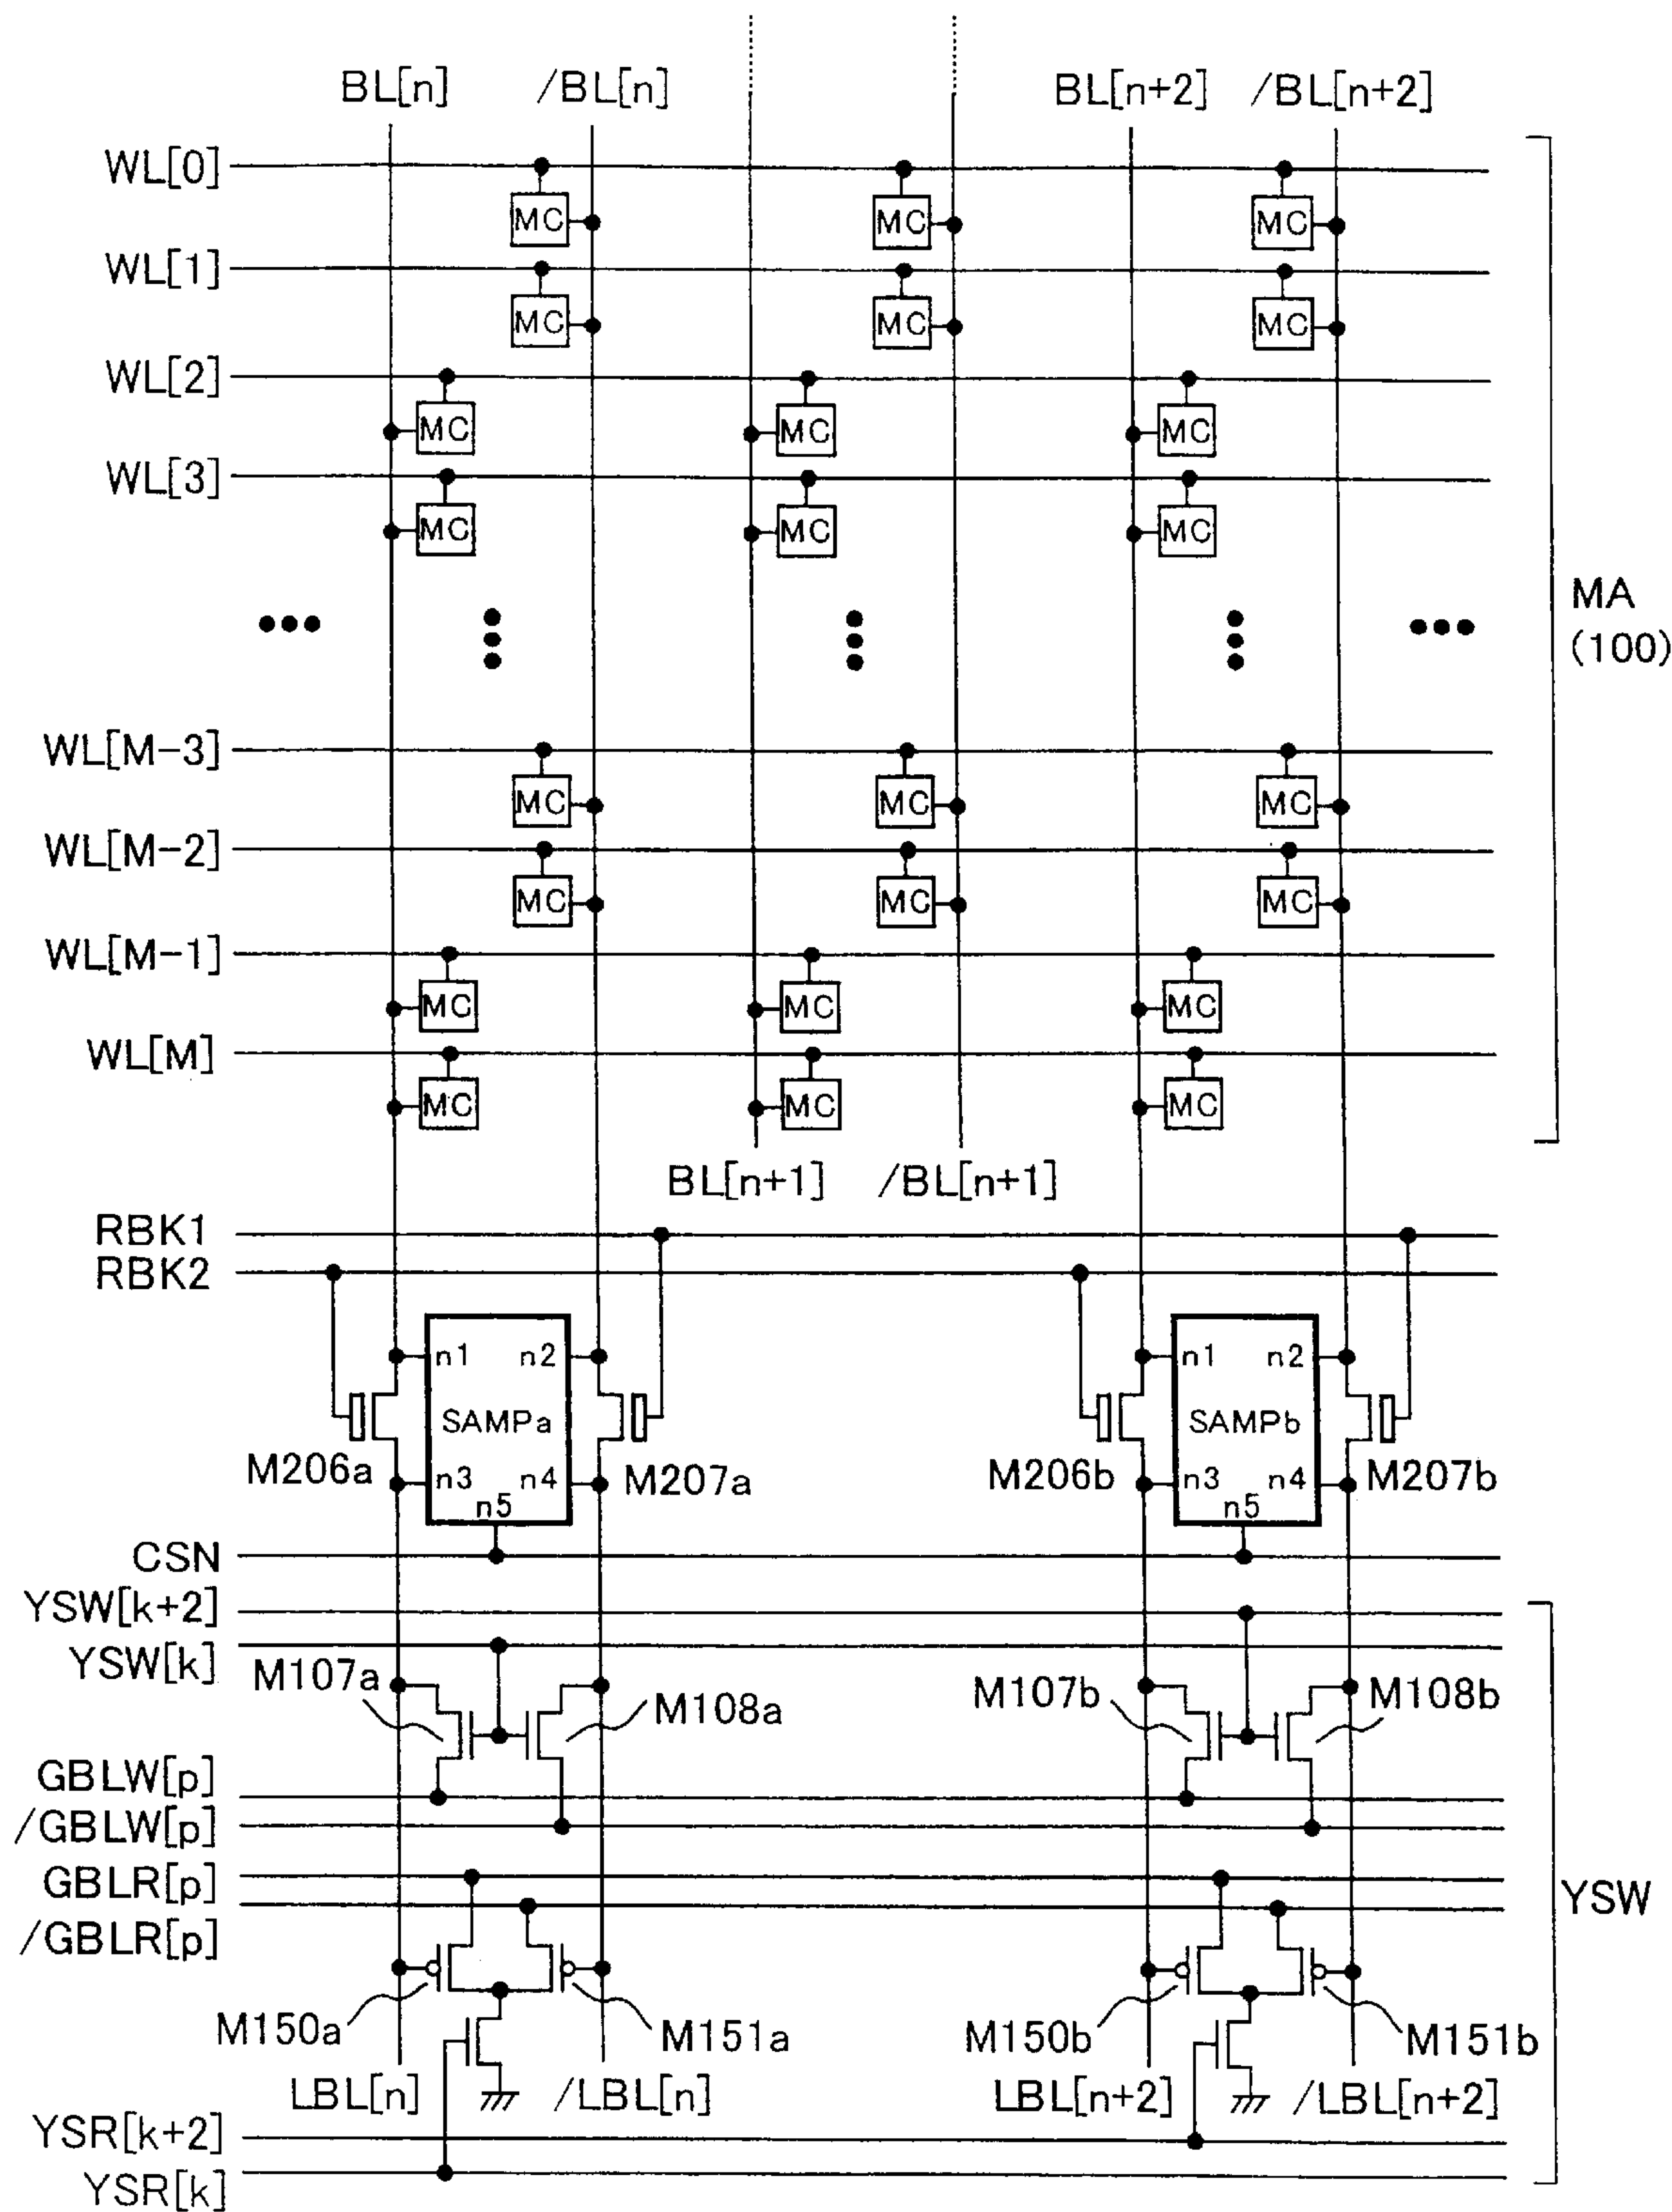 BL[n] /BL[n] BL[n+2] /BL[n+2]
WL[0]
MC MC MC
WL[1]
MC MC MC
WL[2]
MC MC MC
WL[3]
MC MC MC
MA
(100)
WL[M-3]
MC MC MC
WL[M-2]
MC MC MC
WL[M-1]
MC MC MC
WL[M]
MC MC MC
BL[n+1] /BL[n+1]
RBK1
RBK2
n1 n2 n1 n2
SAMPa SAMPb
M206a n3 n4 M207a M206b n3 n4 M207b
n5 n5
CSN
YSW[k+2]
YSW[k]
M107a M108a M107b M108b
GBLW[p]
/GBLW[p]
GBLR[p]
YSW
/GBLR[p]
M150a M151a M150b M151b
LBL[n] /LBL[n] LBL[n+2] /LBL[n+2]
YSR[k+2]
YSR[k]